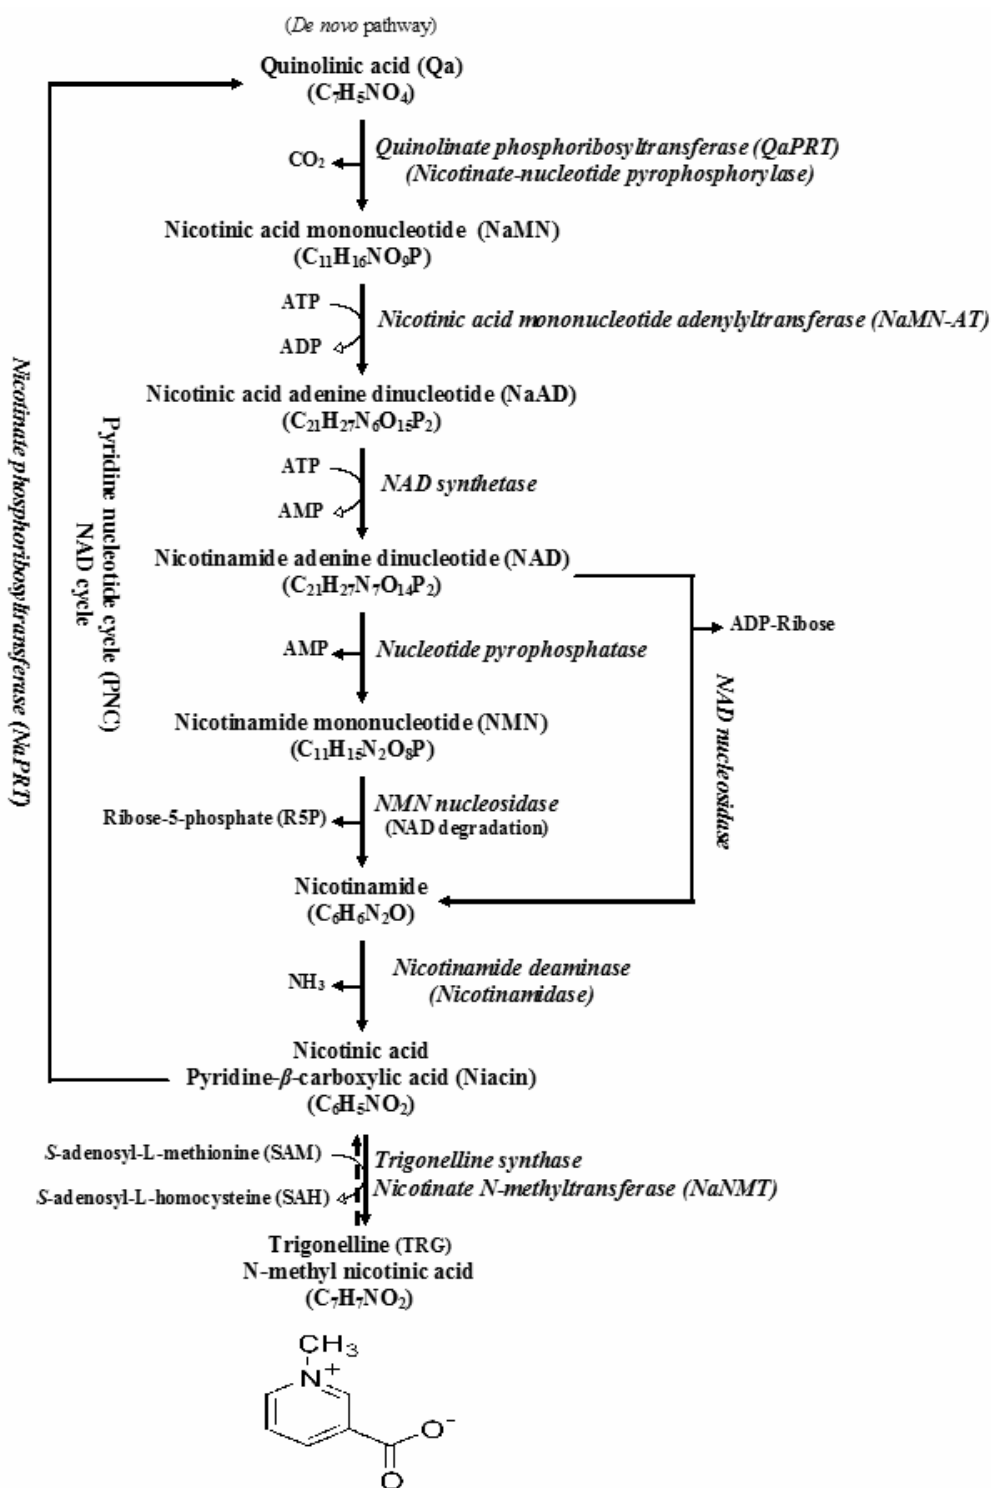 (De novo pathway)
Quinolinic acid (Qa)
(C₇H₅NO₄)
CO₂
Quinolinate phosphoribosyltransferase (QaPRT)
(Nicotinate-nucleotide pyrophosphorylase)
Nicotinic acid mononucleotide (NaMN)
(C₁₁H₁₆NO₉P)
ATP
Nicotinic acid mononucleotide adenylyltransferase (NaMN-AT)
ADP
Nicotinic acid adenine dinucleotide (NaAD)
(C₂₁H₂₇N₆O₁₅P₂)
ATP
NAD synthetase
AMP
Nicotinamide adenine dinucleotide (NAD)
(C₂₁H₂₇N₇O₁₄P₂)
ADP-Ribose
AMP
Nucleotide pyrophosphatase
NAD nucleosidase
Nicotinamide mononucleotide (NMN)
(C₁₁H₁₅N₂O₈P)
Ribose-5-phosphate (R5P)
NMN nucleosidase
(NAD degradation)
Nicotinamide
(C₆H₆N₂O)
NH₃
Nicotinamide deaminase
(Nicotinamidase)
Nicotinic acid
Pyridine-β-carboxylic acid (Niacin)
(C₆H₅NO₂)
Nicotinate phosphoribosyltransferase (NaPRT)
Pyridine nucleotide cycle (PNC)
NAD cycle
S-adenosyl-L-methionine (SAM)
S-adenosyl-L-homocysteine (SAH)
Trigonelline synthase
Nicotinate N-methyltransferase (NaNMT)
Trigonelline (TRG)
N-methyl nicotinic acid
(C₇H₇NO₂)
CH₃
N⁺
O⁻
O